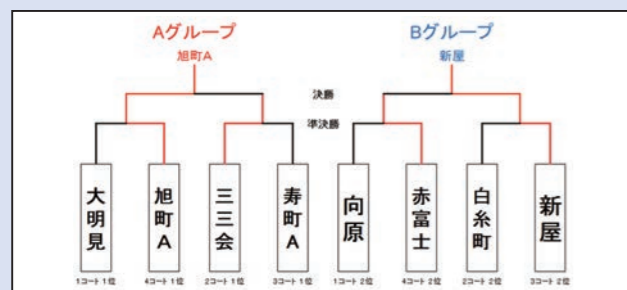 Aグループ
旭町A
Bグループ
新屋
決勝
準決勝
大明見
旭町A
三三会
寿町A
向原
赤富士
白糸町
新屋
1コート 1位
4コート 1位
2コート 1位
3コート 1位
1コート 2位
4コート 2位
2コート 2位
3コート 2位